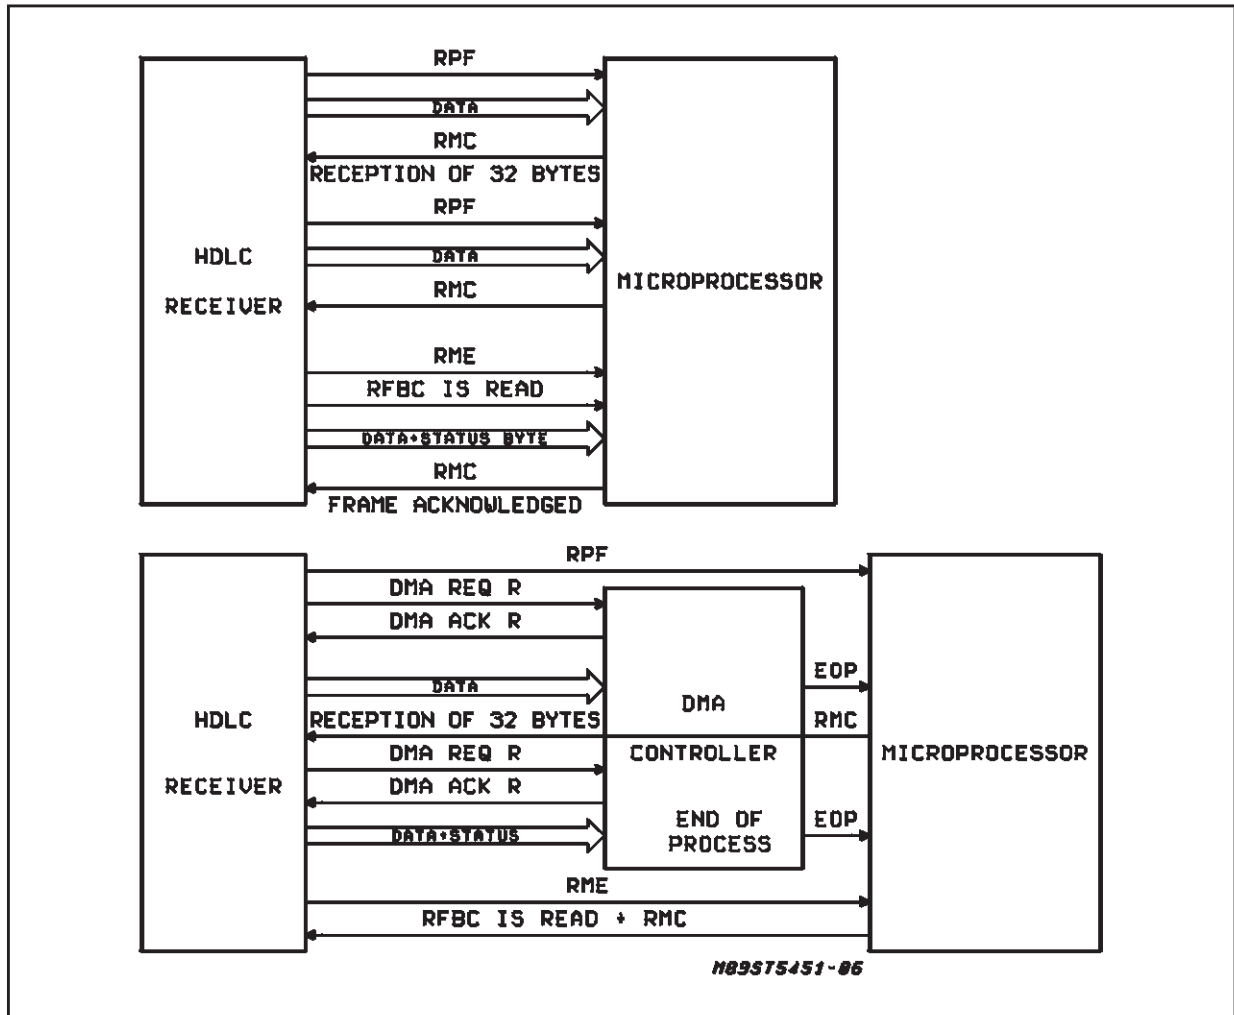 RPF
DATA
RMC
RECEPTION OF 32 BYTES
RPF
HDLC
DATA
MICROPROCESSOR
RMC
RECEIVER
RME
RFBC IS READ
DATA+STATUS BYTE
RMC
FRAME ACKNOWLEDGED
RPF
DMA REQ R
DMA ACK R
EOP
DATA
DMA
HDLC
RECEPTION OF 32 BYTES
RMC
DMA REQ R
CONTROLLER
MICROPROCESSOR
RECEIVER
DMA ACK R
END OF
EOP
DATA+STATUS
PROCESS
RME
RFBC IS READ + RMC
M89ST5451-06